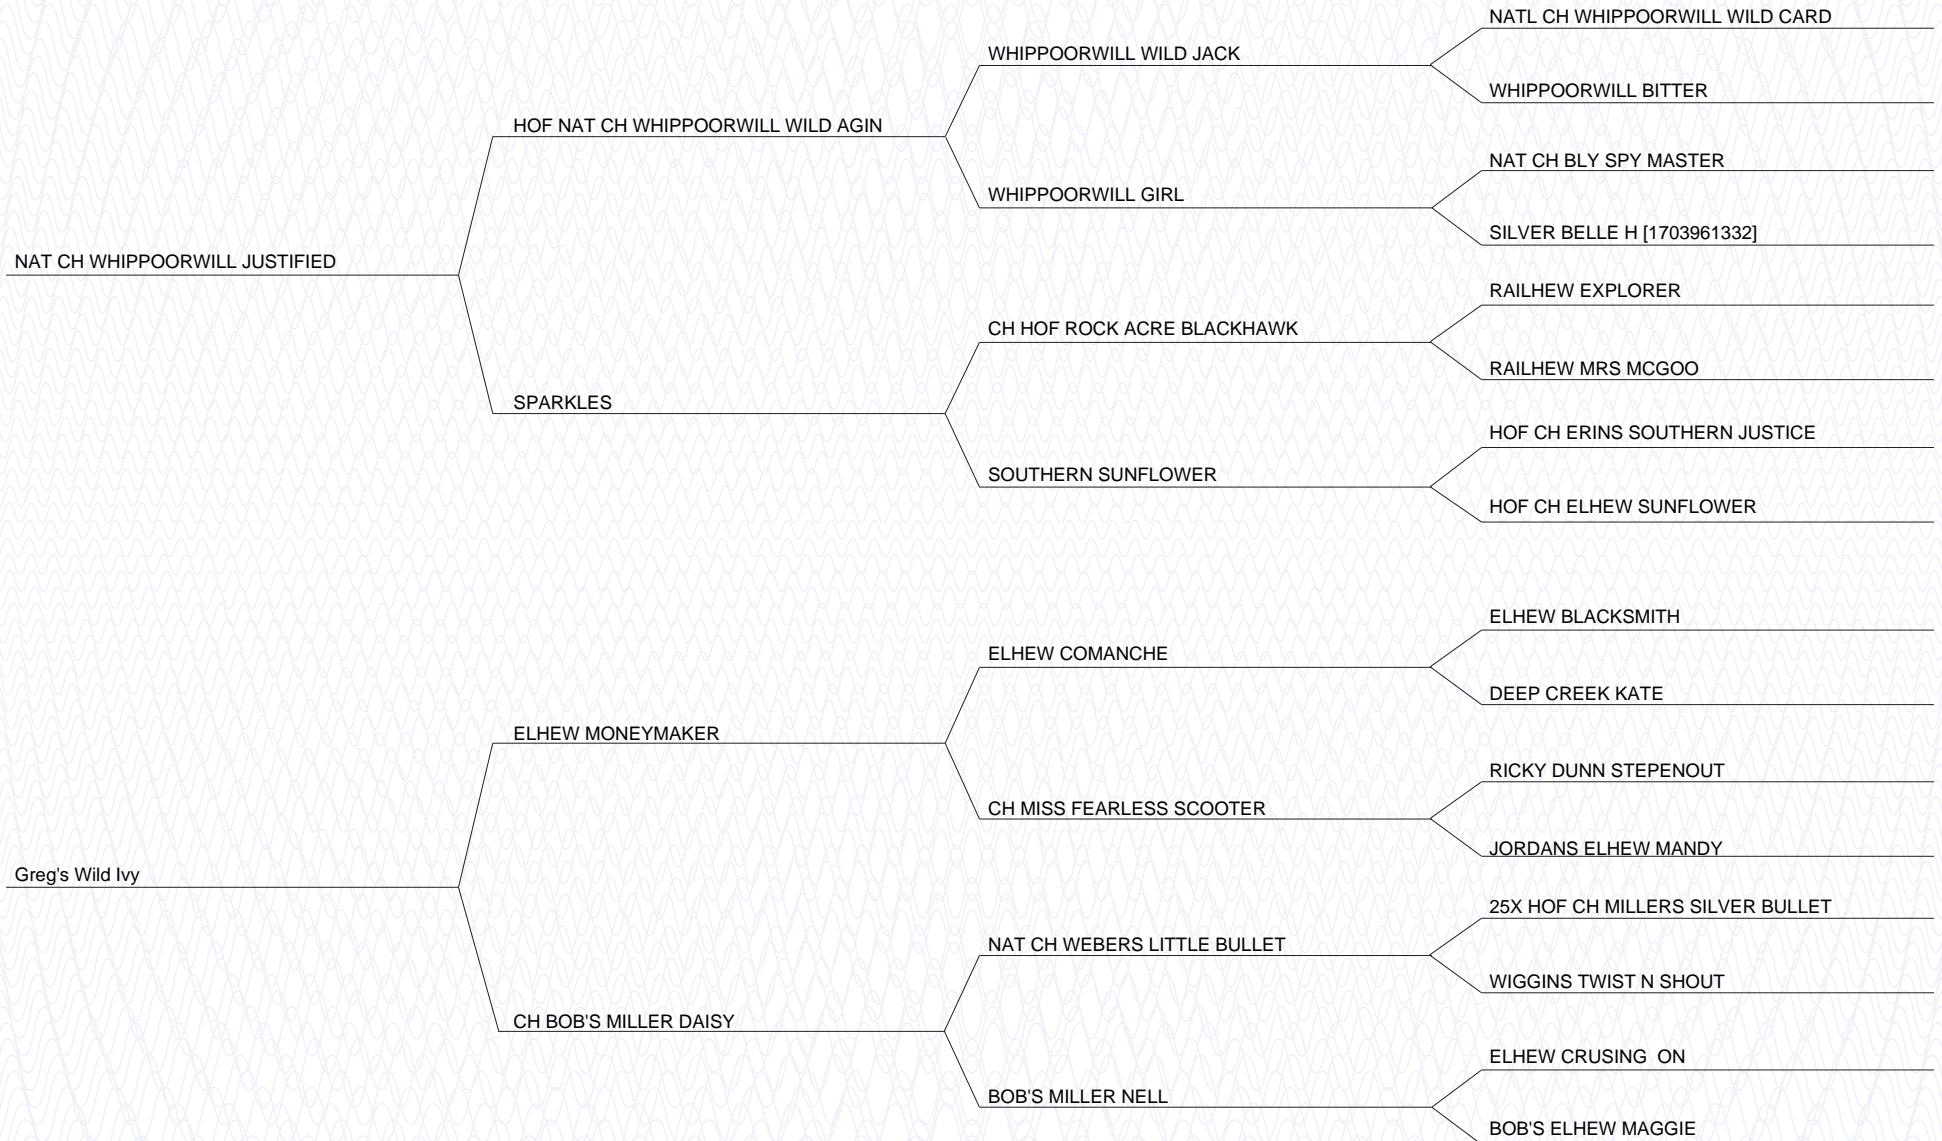 NATL CH WHIPPOORWILL WILD CARD
WHIPPOORWILL WILD JACK
WHIPPOORWILL BITTER
HOF NAT CH WHIPPOORWILL WILD AGIN
NAT CH BLY SPY MASTER
WHIPPOORWILL GIRL
SILVER BELLE H [1703961332]
NAT CH WHIPPOORWILL JUSTIFIED
RAILHEW EXPLORER
CH HOF ROCK ACRE BLACKHAWK
RAILHEW MRS MCGOO
SPARKLES
HOF CH ERINS SOUTHERN JUSTICE
SOUTHERN SUNFLOWER
HOF CH ELHEW SUNFLOWER
ELHEW BLACKSMITH
ELHEW COMANCHE
DEEP CREEK KATE
ELHEW MONEYMAKER
RICKY DUNN STEPENOUT
CH MISS FEARLESS SCOOTER
JORDANS ELHEW MANDY
Greg's Wild Ivy
25X HOF CH MILLERS SILVER BULLET
NAT CH WEBERS LITTLE BULLET
WIGGINS TWIST N SHOUT
CH BOB'S MILLER DAISY
ELHEW CRUSING  ON
BOB'S MILLER NELL
BOB'S ELHEW MAGGIE